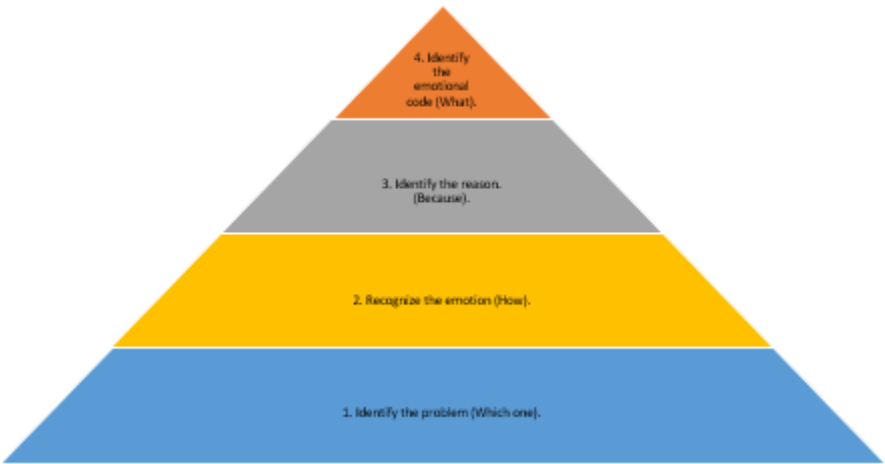 4. Identify
the
emotional
code (What).
3. Identify the reason.
(Because).
2. Recognize the emotion (How).
1. Identify the problem (Which one).